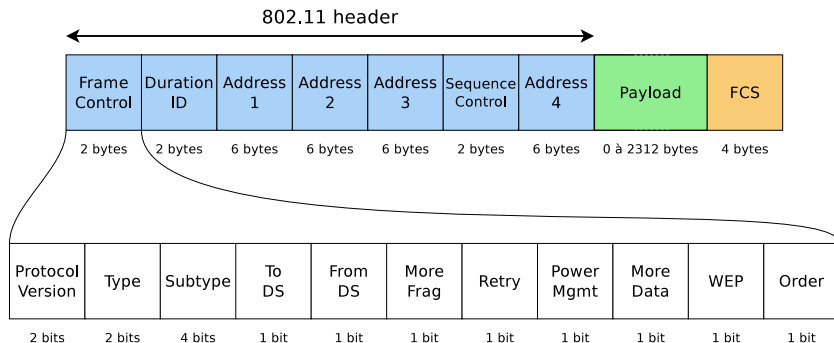 802.11 header
Frame Control
Duration ID
Address 1
Address 2
Address 3
Sequence Control
Address 4
Payload
FCS
2 bytes
2 bytes
6 bytes
6 bytes
6 bytes
2 bytes
6 bytes
0 à 2312 bytes
4 bytes
Protocol Version
Type
Subtype
To DS
From DS
More Frag
Retry
Power Mgmt
More Data
WEP
Order
2 bits
2 bits
4 bits
1 bit
1 bit
1 bit
1 bit
1 bit
1 bit
1 bit
1 bit